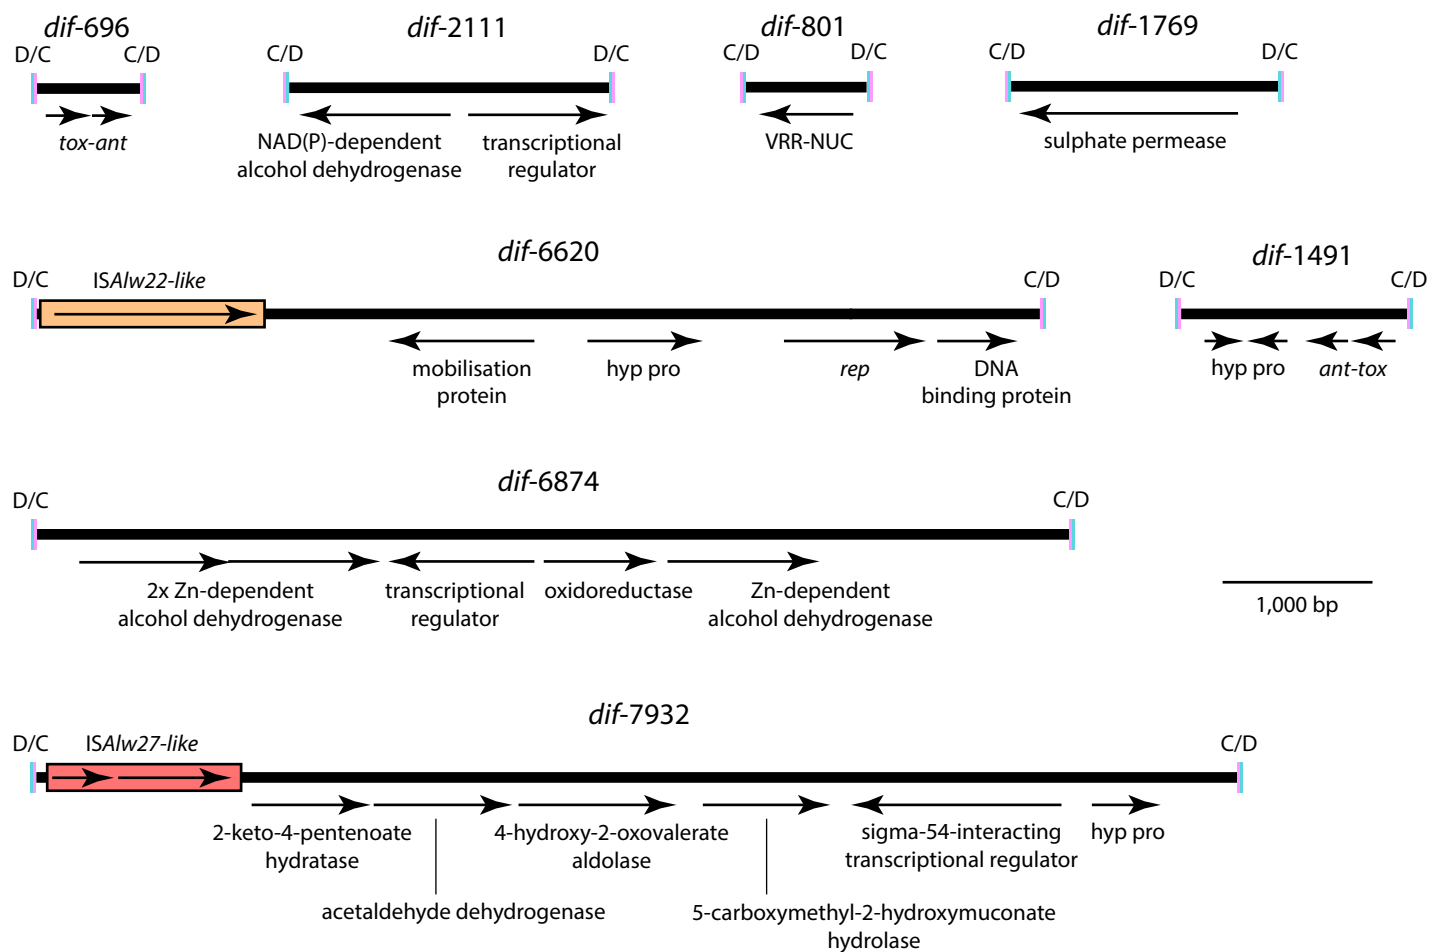 dif-696
D/C
C/D
tox-ant
dif-2111
C/D
D/C
NAD(P)-dependent
alcohol dehydrogenase
transcriptional
regulator
dif-801
C/D
D/C
VRR-NUC
dif-1769
C/D
D/C
sulphate permease
dif-6620
D/C
ISAlw22-like
C/D
mobilisation
protein
hyp pro
rep
DNA
binding protein
dif-1491
D/C
C/D
hyp pro
ant-tox
dif-6874
D/C
C/D
2x Zn-dependent
alcohol dehydrogenase
transcriptional
regulator
oxidoreductase
Zn-dependent
alcohol dehydrogenase
1,000 bp
dif-7932
D/C
ISAlw27-like
C/D
2-keto-4-pentenoate
hydratase
acetaldehyde dehydrogenase
4-hydroxy-2-oxovalerate
aldolase
5-carboxymethyl-2-hydroxymuconate
hydrolase
sigma-54-interacting
transcriptional regulator
hyp pro